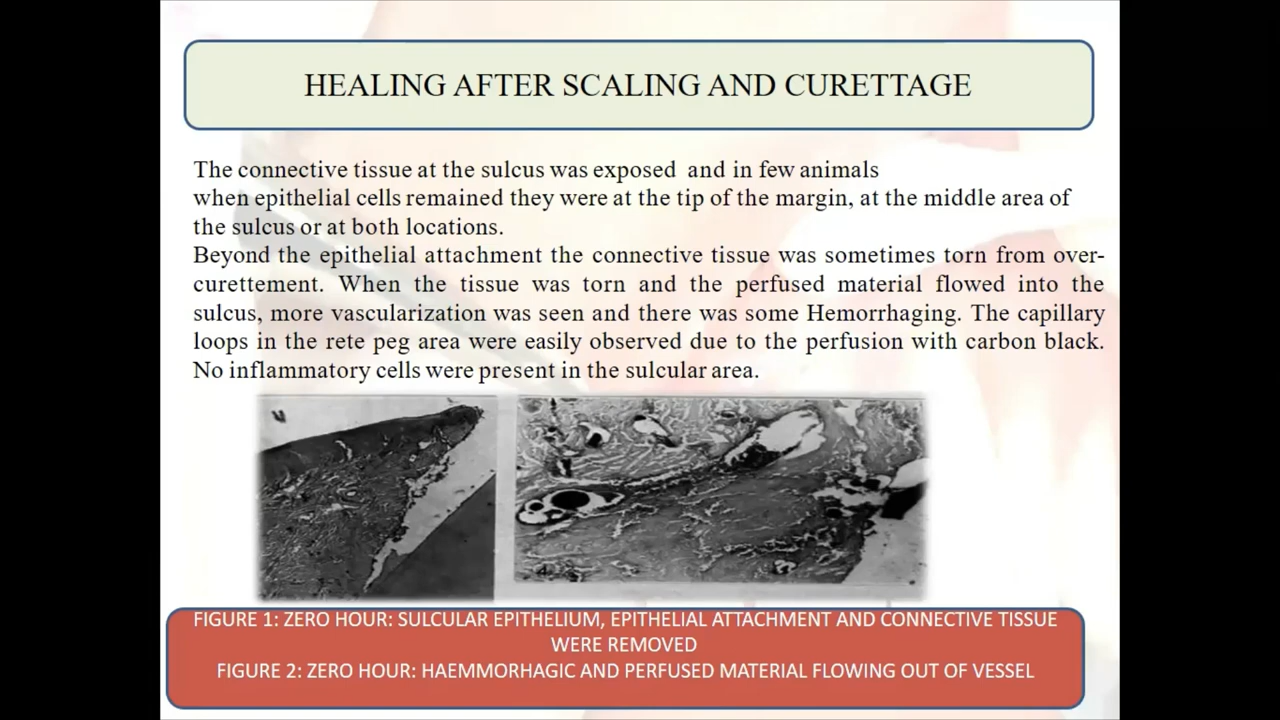 HEALING AFTER SCALING AND CURETTAGE
The connective tissue at the sulcus was exposed and in few animals
when epithelial cells remained they were at the tip of the margin, at the middle area of
the sulcus or at both locations.
Beyond the epithelial attachment the connective tissue was sometimes torn from over-
curettement. When the tissue was torn and the perfused material flowed into the
sulcus, more vascularization was seen and there was some Hemorrhaging. The capillary
loops in the rete peg area were easily observed due to the perfusion with carbon black.
No inflammatory cells were present in the sulcular area.
FIGURE 1: ZERO HOUR: SULCULAR EPITHELIUM, EPITHELIAL ATTACHMENT AND CONNECTIVE TISSUE
WERE REMOVED
FIGURE 2: ZERO HOUR: HAEMMORHAGIC AND PERFUSED MATERIAL FLOWING OUT OF VESSEL